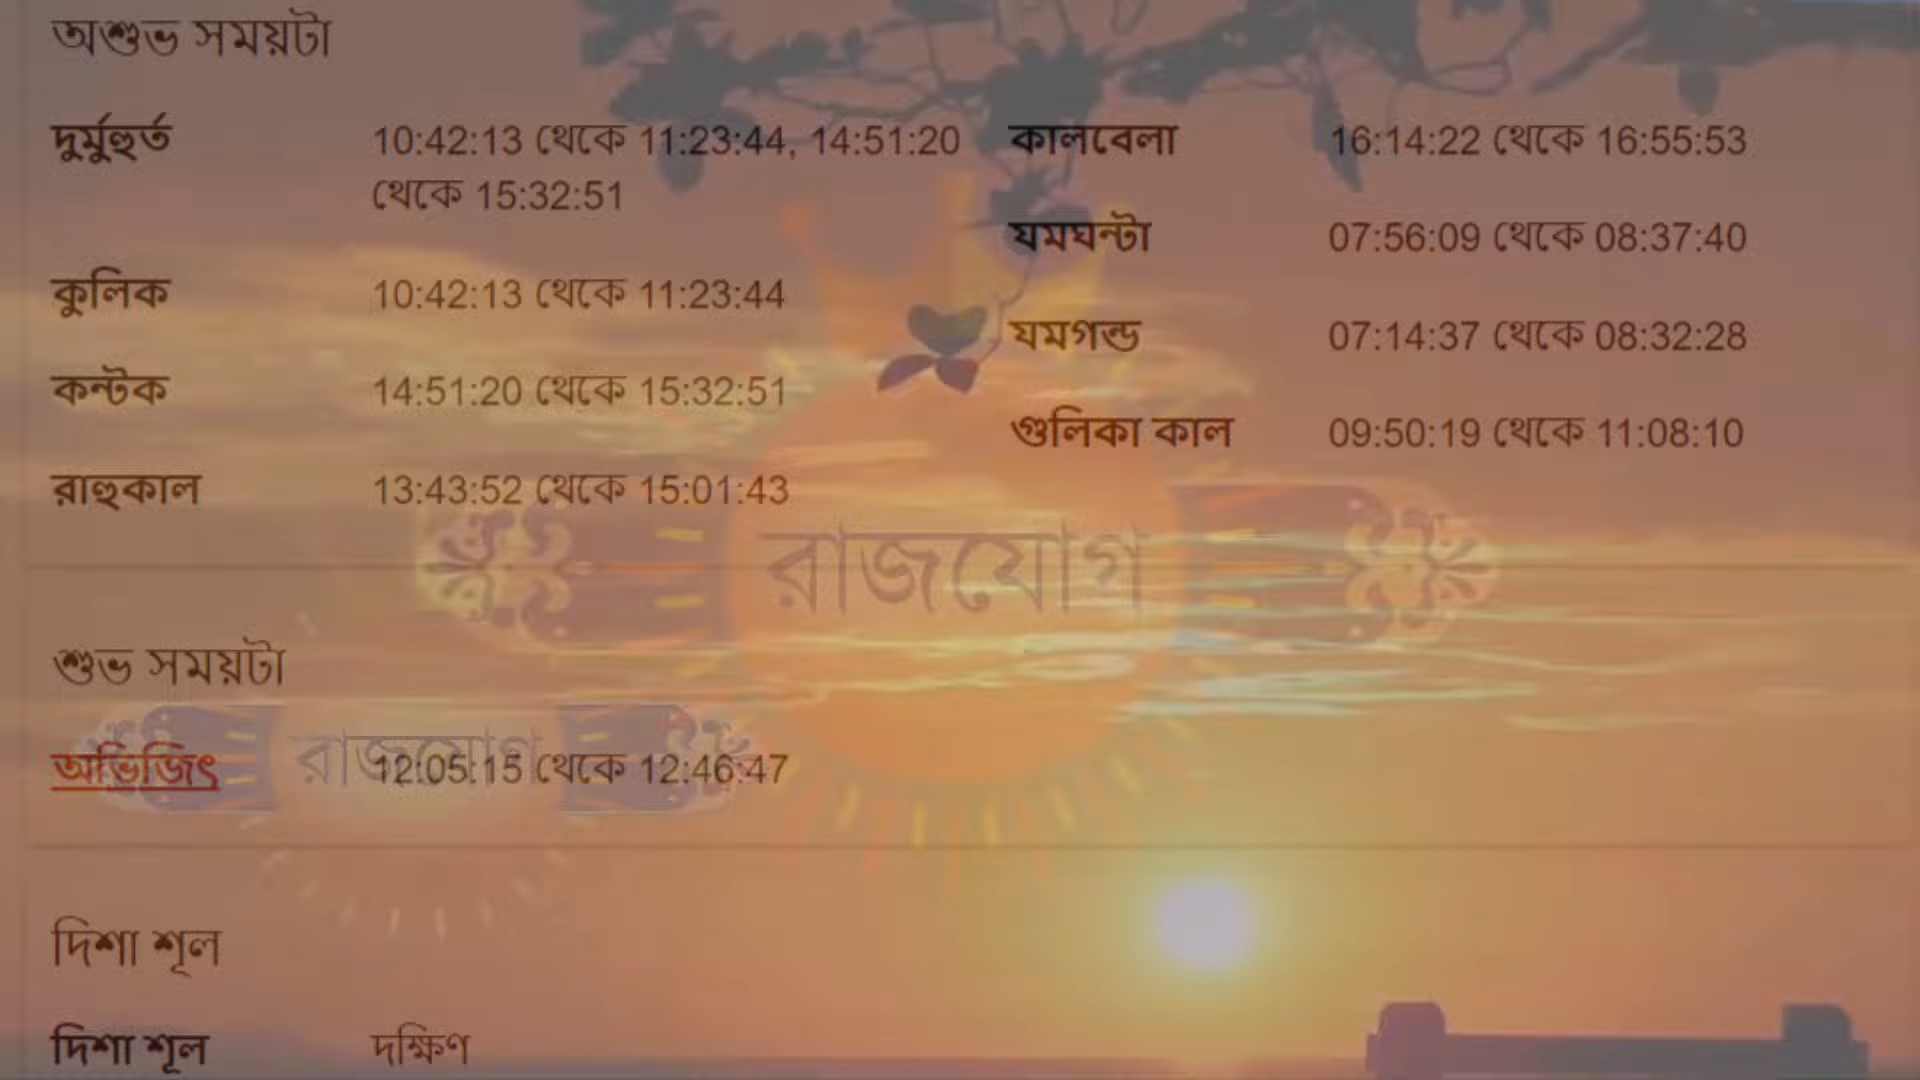 অশুভ সময়টা
দুর্মুহুর্ত 10:42:13 থেকে 11:23:44, 14:51:20
থেকে 15:32:51
কুলিক 10:42:13 থেকে 11:23:44
কন্টক 14:51:20 থেকে 15:32:51
রাহুকাল 13:43:52 থেকে 15:01:43
কালবেলা 16:14:22 থেকে 16:55:53
যমঘন্টা 07:56:09 থেকে 08:37:40
যমগন্ড 07:14:37 থেকে 08:32:28
গুলিকা কাল 09:50:19 থেকে 11:08:10
রাজযোগ
শুভ সময়টা
রাজযোগ
অভিজিৎ 12:05:15 থেকে 12:46:47
দিশা শূল
দিশা শূল দক্ষিণ